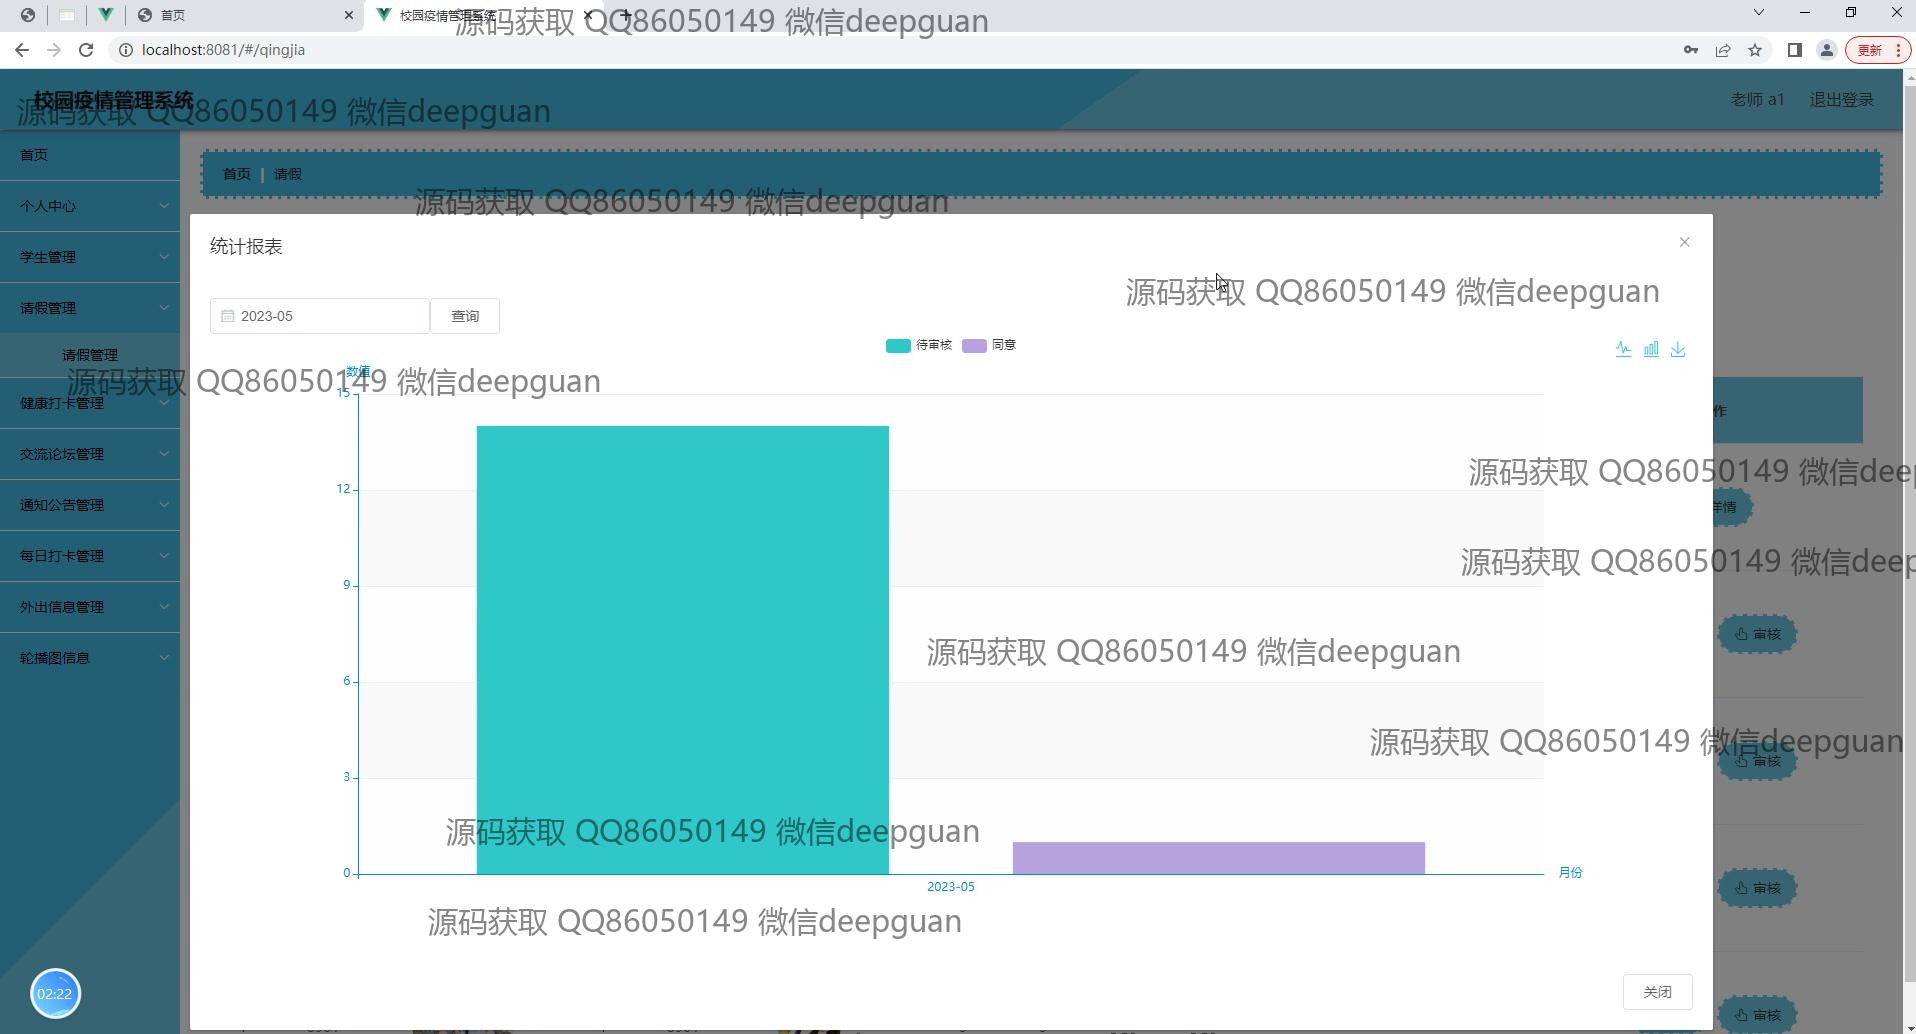 首页
校园疫情管理系统
源码获取 QQ86050149 微信deepguan
localhost:8081/#/qingjia
更新
校园疫情管理系统
老师 a1
退出登录
源码获取 QQ86050149 微信deepguan
首页
首页 | 请假
个人中心
源码获取 QQ86050149 微信deepguan
学生管理
统计报表
请假管理
2023-05
查询
源码获取 QQ86050149 微信deepguan
待审核
同意
请假管理
数值
源码获取 QQ86050149 微信deepguan
15
健康打卡管理
作
交流论坛管理
源码获取 QQ86050149 微信deep
12
通知公告管理
详情
每日打卡管理
源码获取 QQ86050149 微信deep
9
外出信息管理
审核
轮播图信息
源码获取 QQ86050149 微信deepguan
6
源码获取 QQ86050149 微信deepguan
审核
3
源码获取 QQ86050149 微信deepguan
0
月份
2023-05
审核
源码获取 QQ86050149 微信deepguan
02:22
关闭
审核